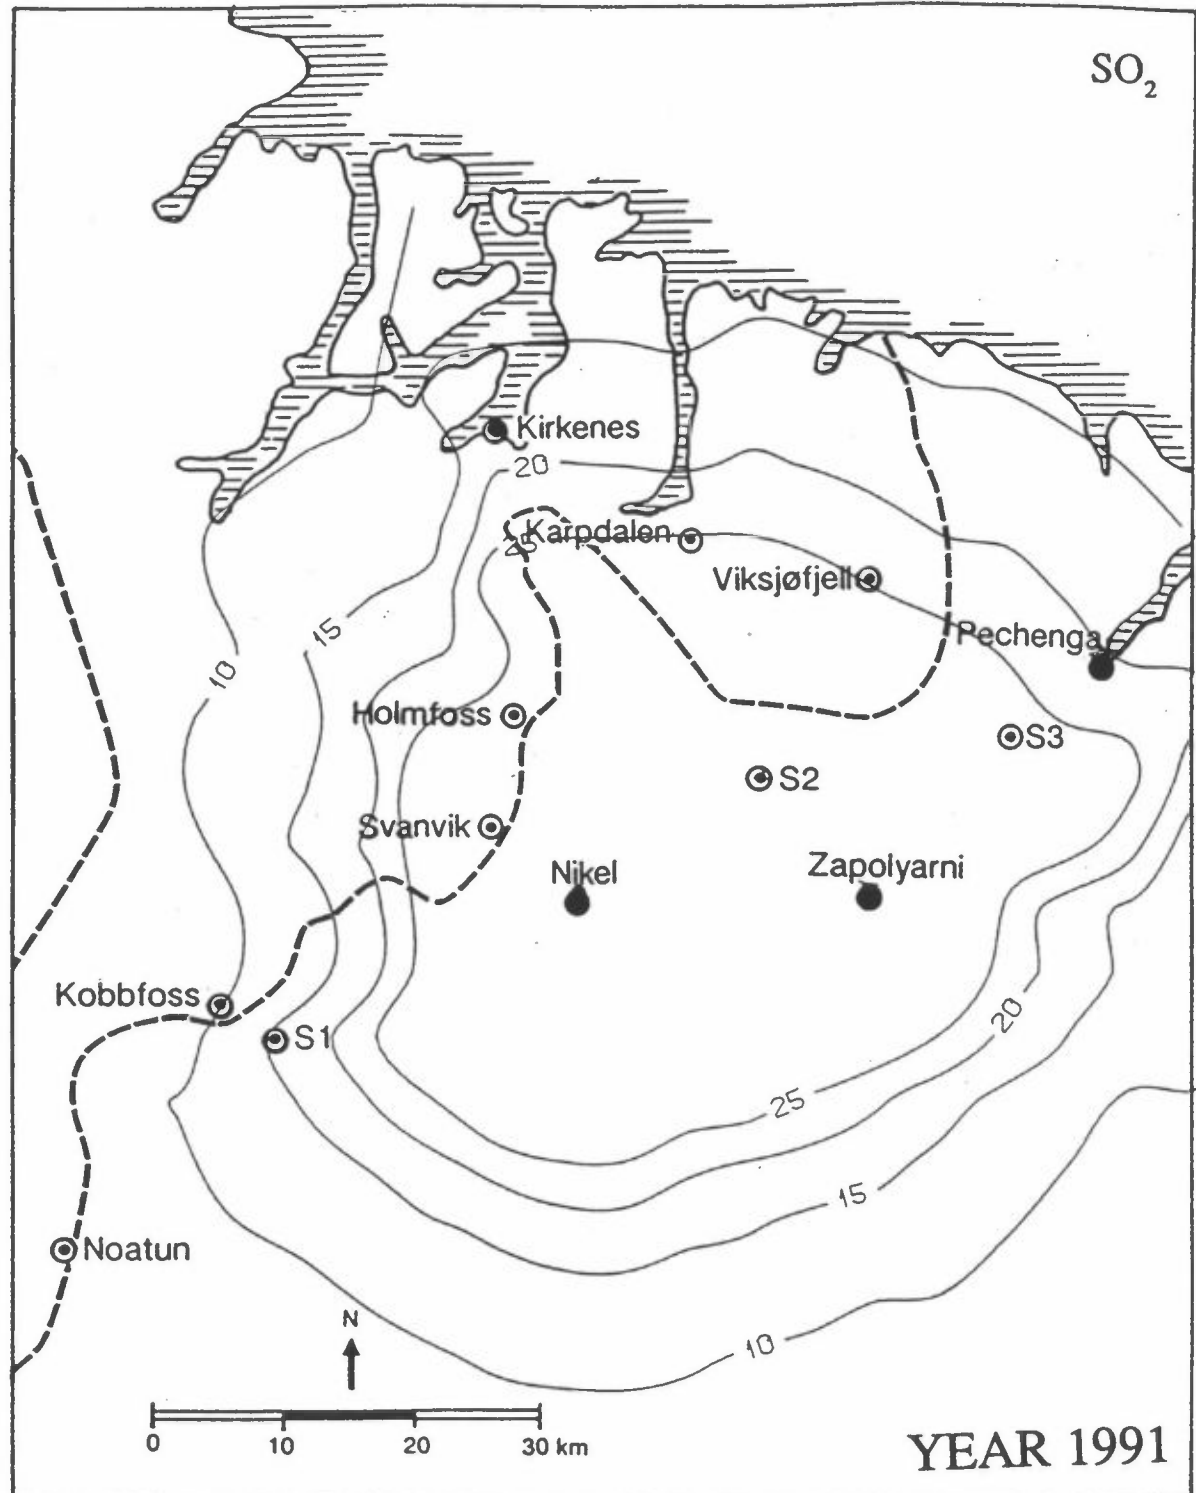 SO2
Kirkenes
20
Karpdalen
25
Viksjøfjell
15
Pechenga
10
Holmfoss
S3
S2
Svanvik
Nikel
Zapolyarni
Kobbfoss
20
S1
25
15
Noatun
N
10
0 10 20 30 km
YEAR 1991